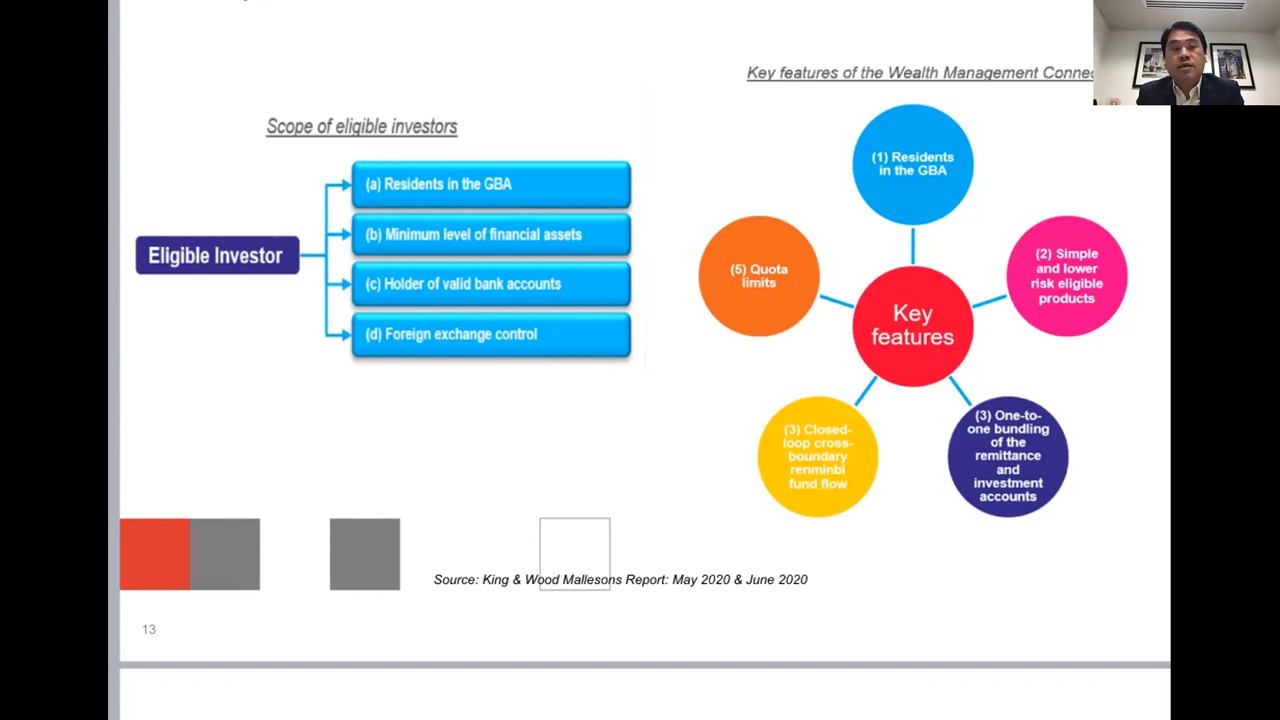 Key features of the Wealth Management Connec
Scope of eligible investors
Eligible Investor
(a) Residents in the GBA
(b) Minimum level of financial assets
(c) Holder of valid bank accounts
(d) Foreign exchange control
Key
features
(1) Residents
in the GBA
(2) Simple
and lower
risk eligible
products
(3) One-to-
one bundling
of the
remittance
and
investment
accounts
(3) Closed-
loop cross-
boundary
renminbi
fund flow
(5) Quota
limits
Source: King & Wood Mallesons Report: May 2020 & June 2020
13